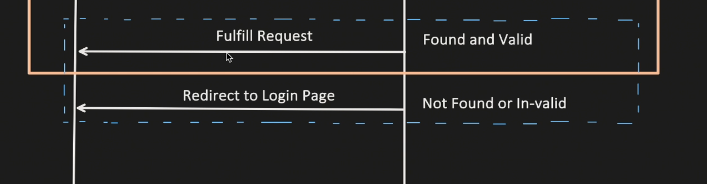 Fulfill Request
Found and Valid
Redirect to Login Page
Not Found or In-valid